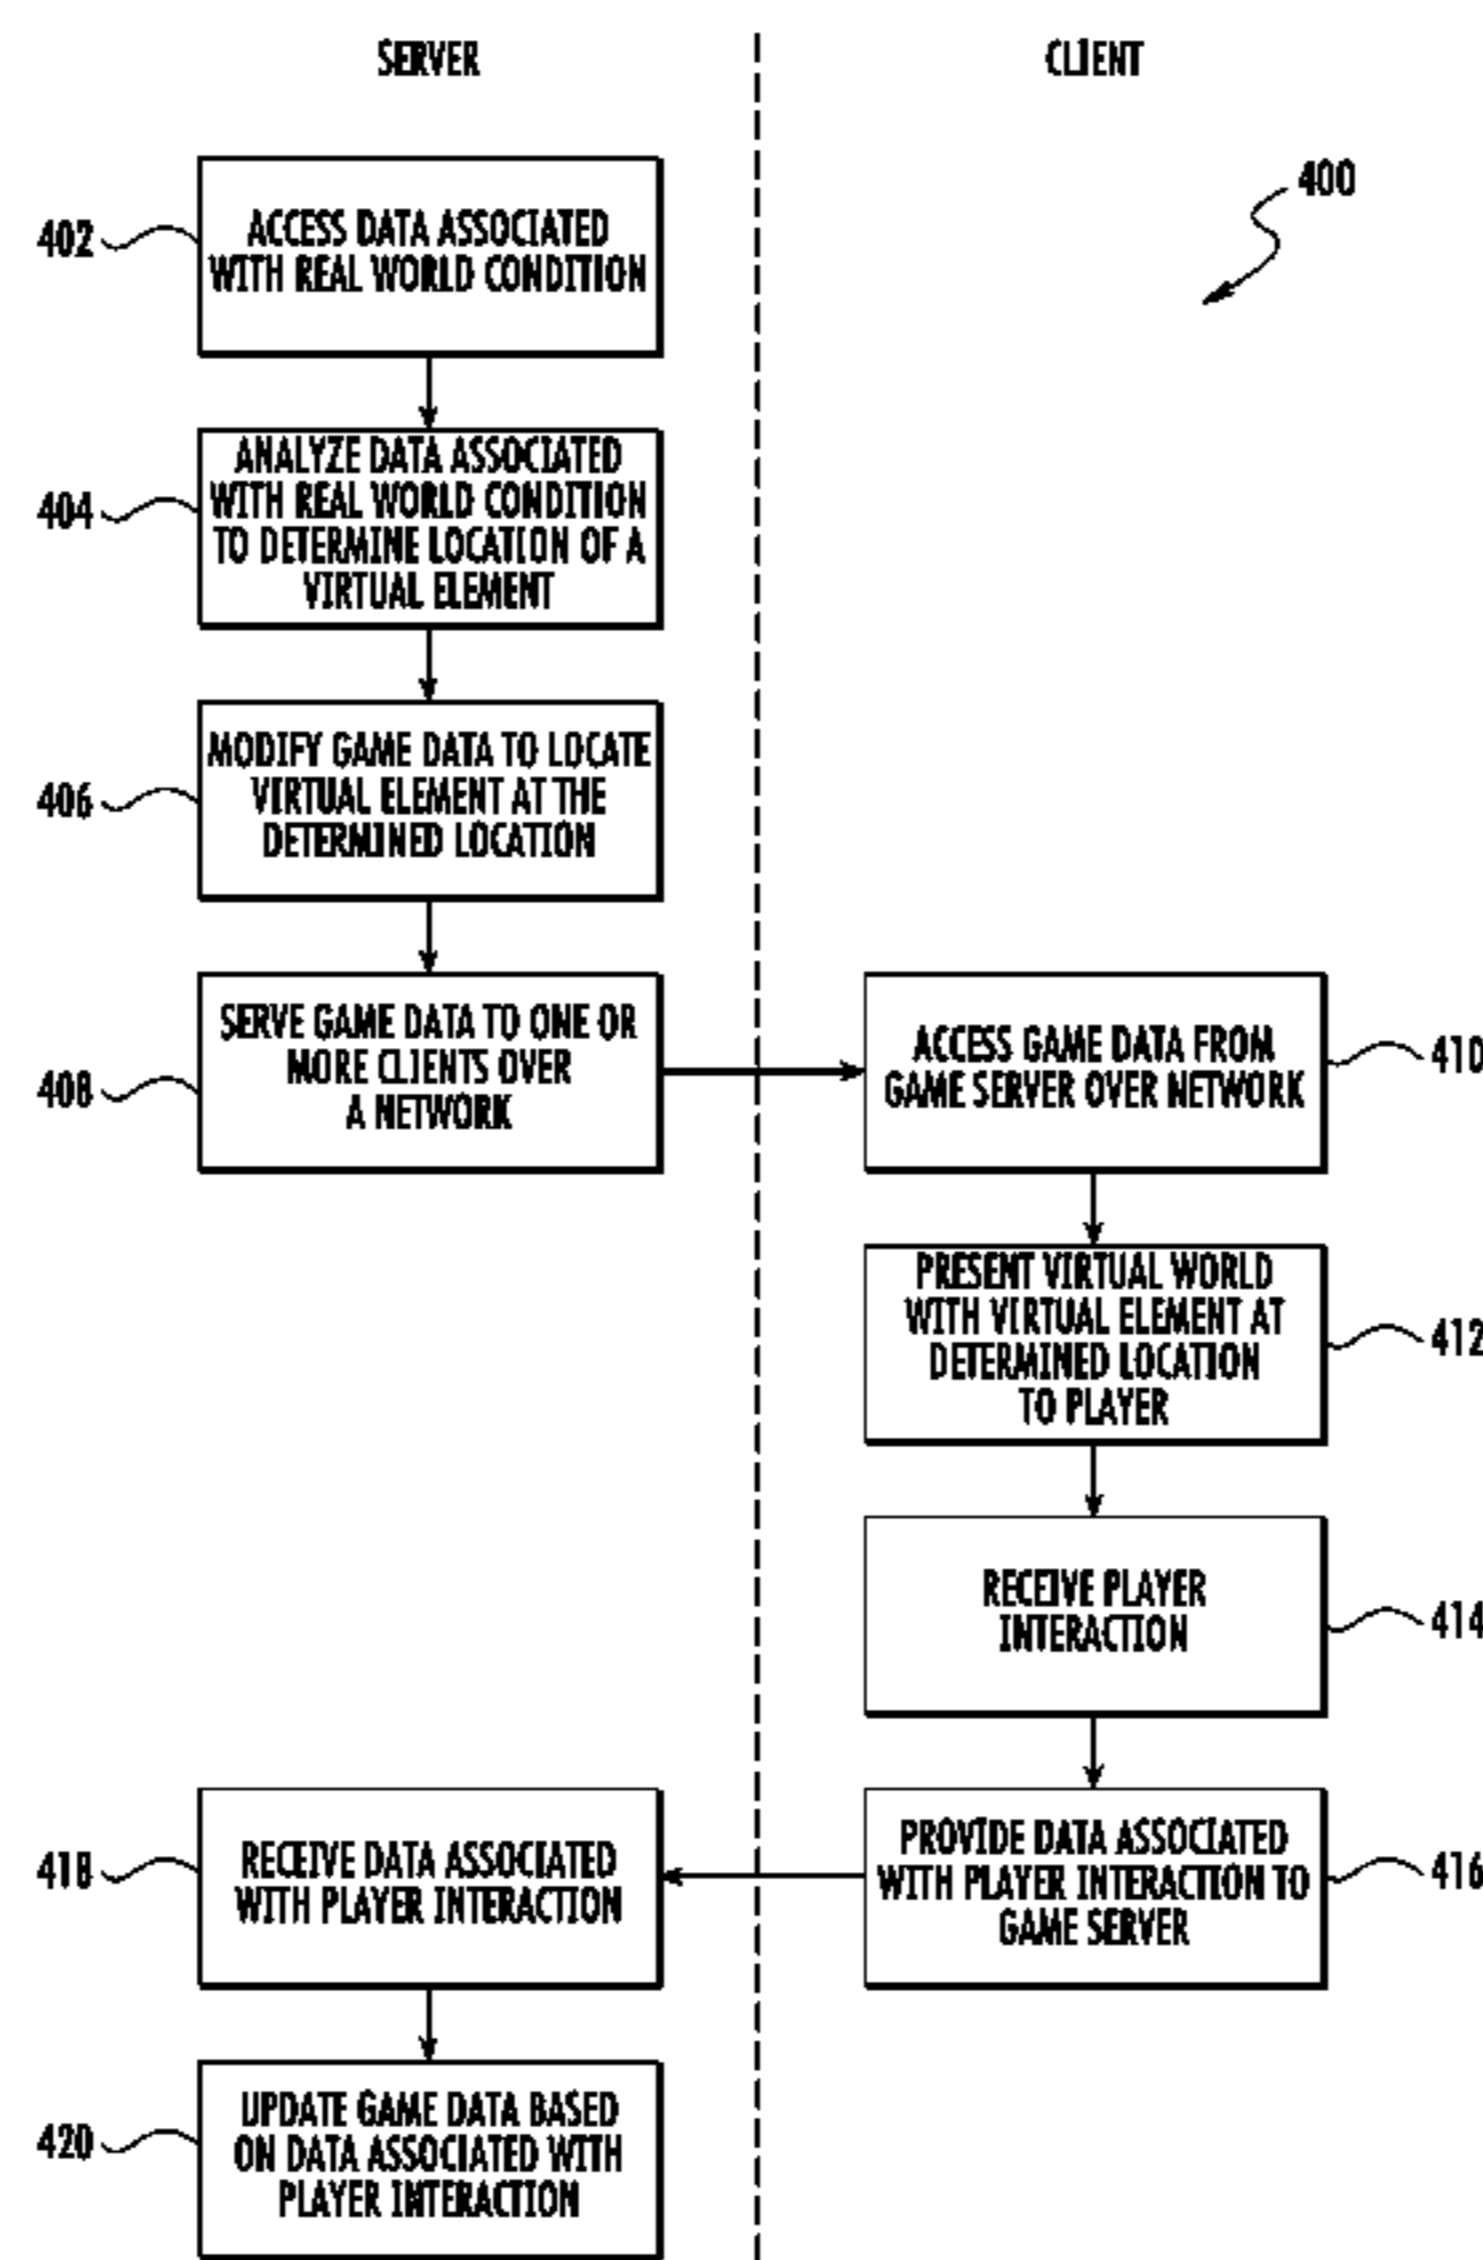 SERVER
CLIENT
400
402
ACCESS DATA ASSOCIATED
WITH REAL WORLD CONDITION
404
ANALYZE DATA ASSOCIATED
WITH REAL WORLD CONDITION
TO DETERMINE LOCATION OF A
VIRTUAL ELEMENT
406
MODIFY GAME DATA TO LOCATE
VIRTUAL ELEMENT AT THE
DETERMINED LOCATION
408
SERVE GAME DATA TO ONE OR
MORE CLIENTS OVER
A NETWORK
ACCESS GAME DATA FROM
GAME SERVER OVER NETWORK
410
PRESENT VIRTUAL WORLD
WITH VIRTUAL ELEMENT AT
DETERMINED LOCATION
TO PLAYER
412
RECEIVE PLAYER
INTERACTION
414
PROVIDE DATA ASSOCIATED
WITH PLAYER INTERACTION TO
GAME SERVER
416
418
RECEIVE DATA ASSOCIATED
WITH PLAYER INTERACTION
420
UPDATE GAME DATA BASED
ON DATA ASSOCIATED WITH
PLAYER INTERACTION